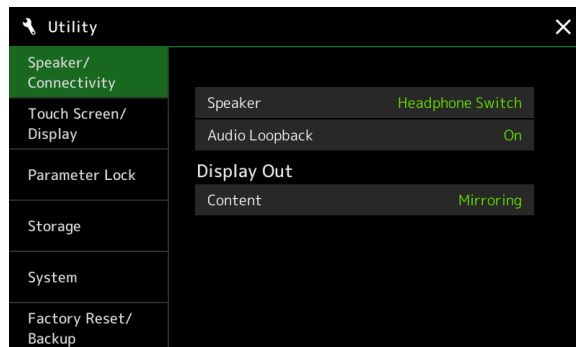 Utility
Speaker/
Connectivity
Touch Screen/
Display
Parameter Lock
Storage
System
Factory Reset/
Backup
Speaker Headphone Switch
Audio Loopback On
Display Out
Content Mirroring